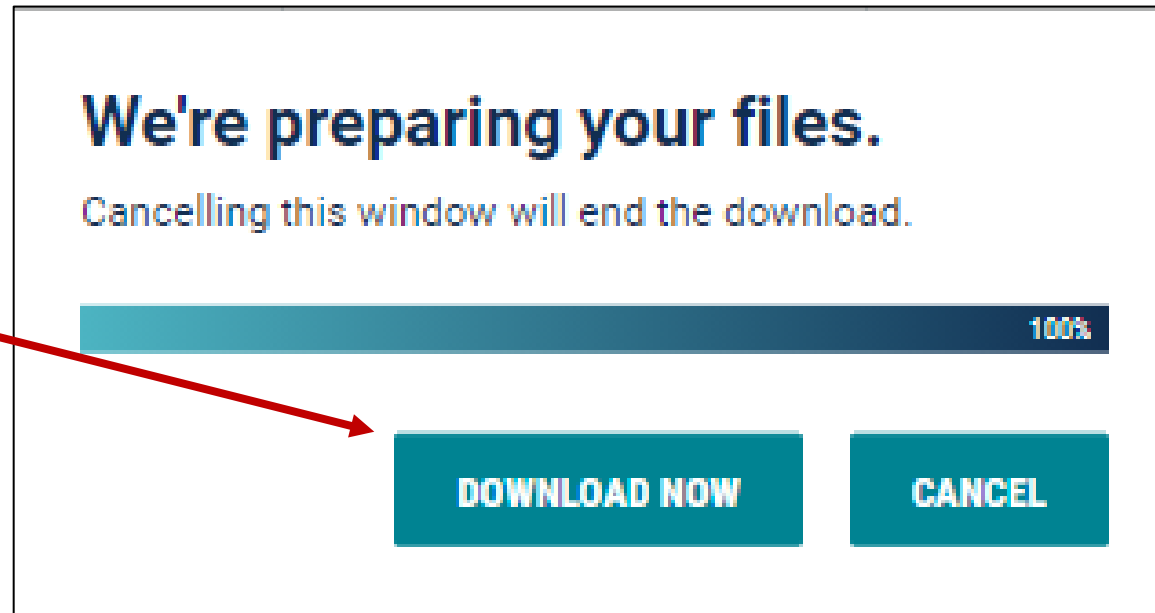 We're preparing your files.
Cancelling this window will end the download.
100%
DOWNLOAD NOW
CANCEL